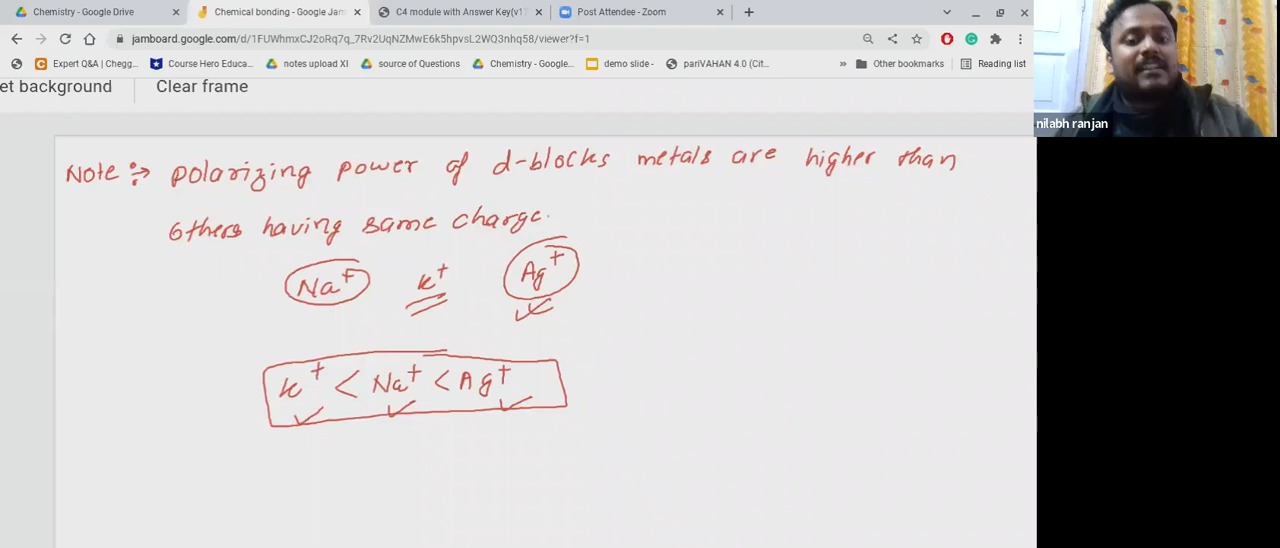 Chemistry - Google Drive
Chemical bonding - Google Jam
C4 module with Answer Key(v1
Post Attendee - Zoom
jamboard.google.com/d/1FUWhmxCJ2oRq7q_7Rv2UqNZMwE6k5hpvsL2WQ3nhq58/viewer?f=1
Expert Q&A | Chegg...
Course Hero Educa...
notes upload XI
source of Questions
Chemistry - Google...
demo slide -
pariVAHAN 4.0 (Cit...
»
Other bookmarks
Reading list
et background
Clear frame
nilabh ranjan
Note :→ polarizing power of d-blocks metals are higher than
others having same charge.
Na+ K+ Ag+
K+ < Na+ < Ag+